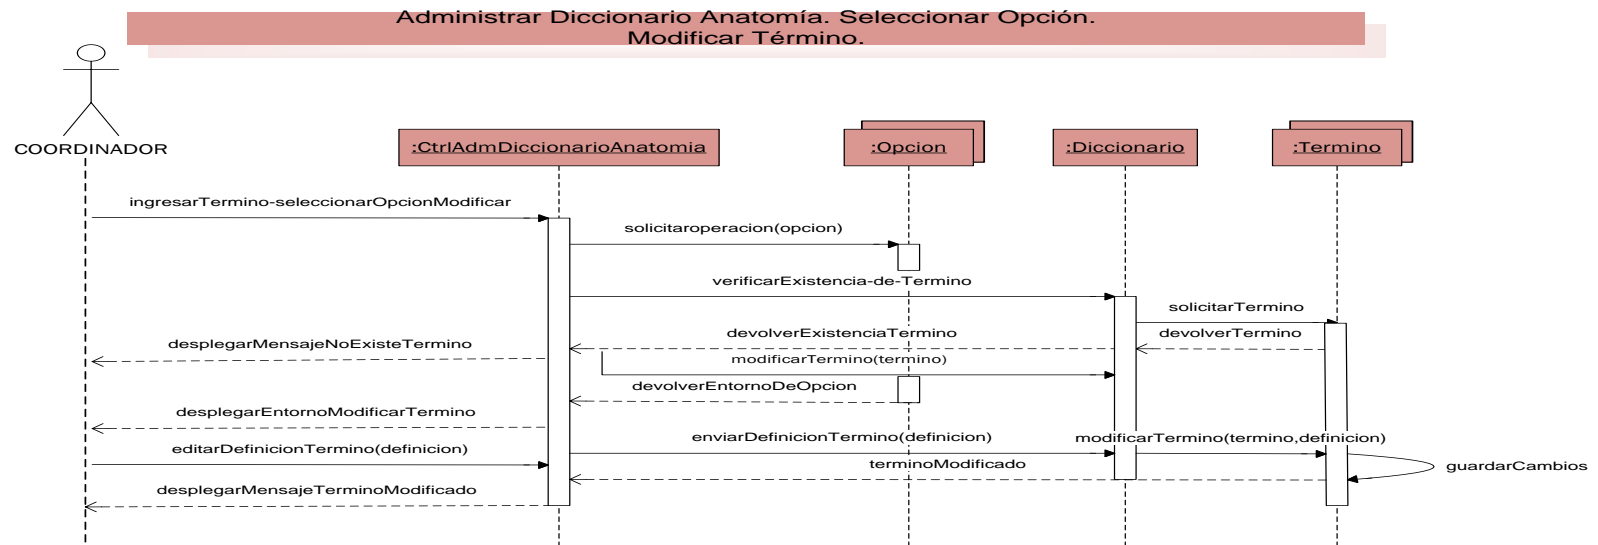 Administrar Diccionario Anatomía. Seleccionar Opción.
Modificar Término.
COORDINADOR
:CtrlAdmDiccionarioAnatomia
:Opcion
:Diccionario
:Termino
ingresarTermino-seleccionarOpcionModificar
solicitaroperacion(opcion)
verificarExistencia-de-Termino
solicitarTermino
devolverExistenciaTermino
devolverTermino
desplegarMensajeNoExisteTermino
modificarTermino(termino)
devolverEntornoDeOpcion
desplegarEntornoModificarTermino
enviarDefinicionTermino(definicion)
modificarTermino(termino,definicion)
editarDefinicionTermino(definicion)
terminoModificado
guardarCambios
desplegarMensajeTerminoModificado